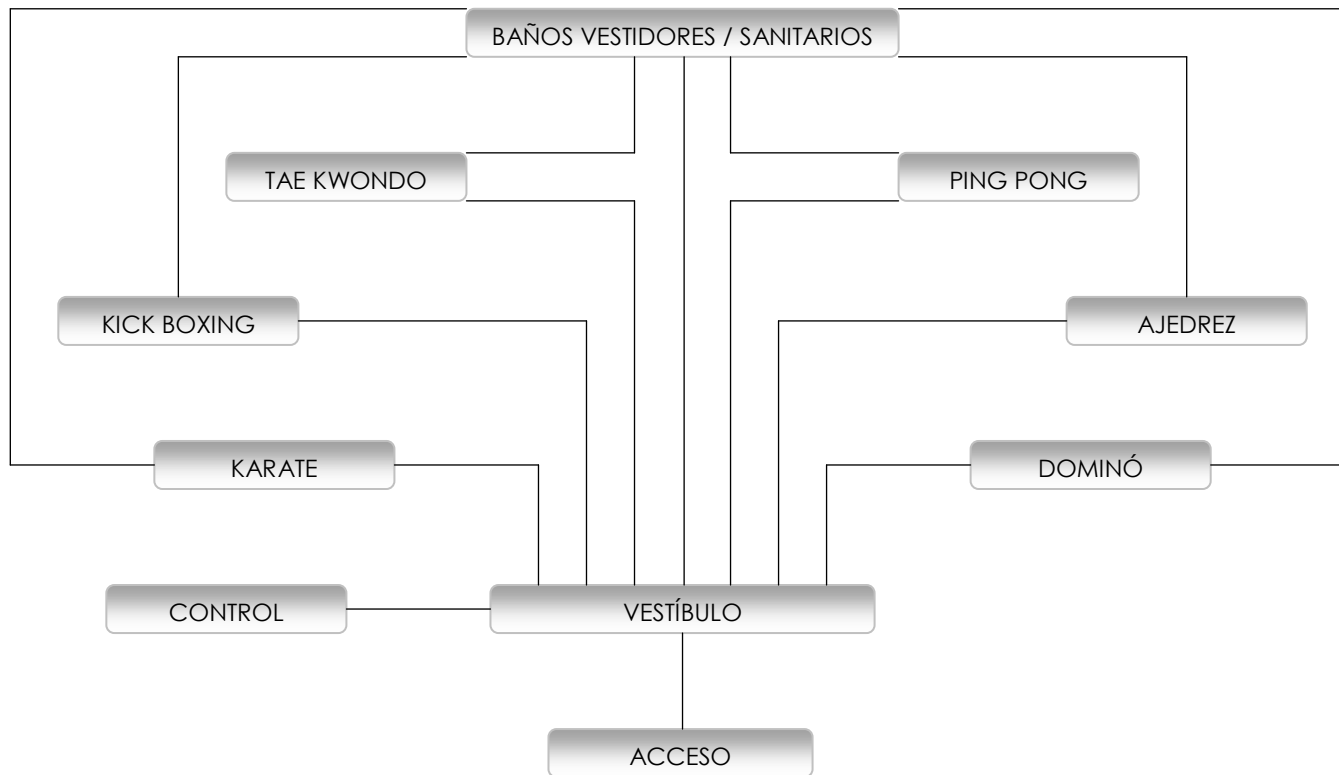 BAÑOS VESTIDORES / SANITARIOS
TAE KWONDO
PING PONG
KICK BOXING
AJEDREZ
KARATE
DOMINÓ
CONTROL
VESTÍBULO
ACCESO